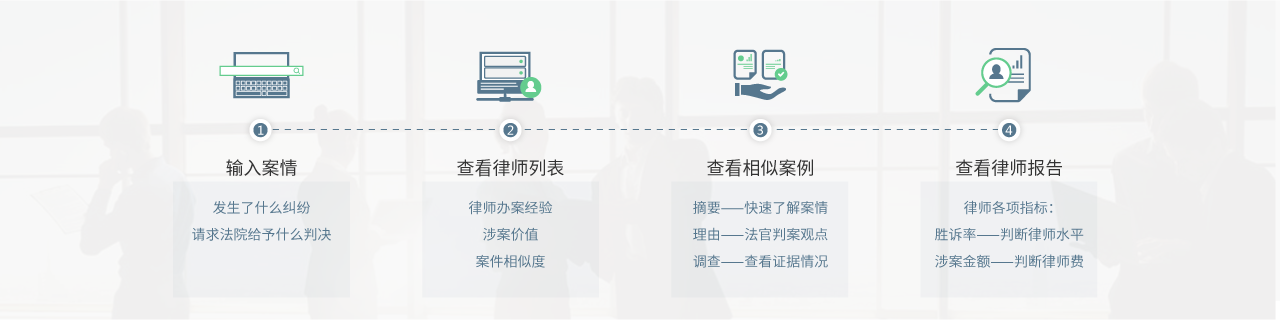 1
2
3
4
输入案情
查看律师列表
查看相似案例
查看律师报告
发生了什么纠纷
请求法院给予什么判决
律师办案经验
涉案价值
案件相似度
摘要——快速了解案情
理由——法官判案观点
调查——查看证据情况
律师各项指标：
胜诉率——判断律师水平
涉案金额——判断律师费